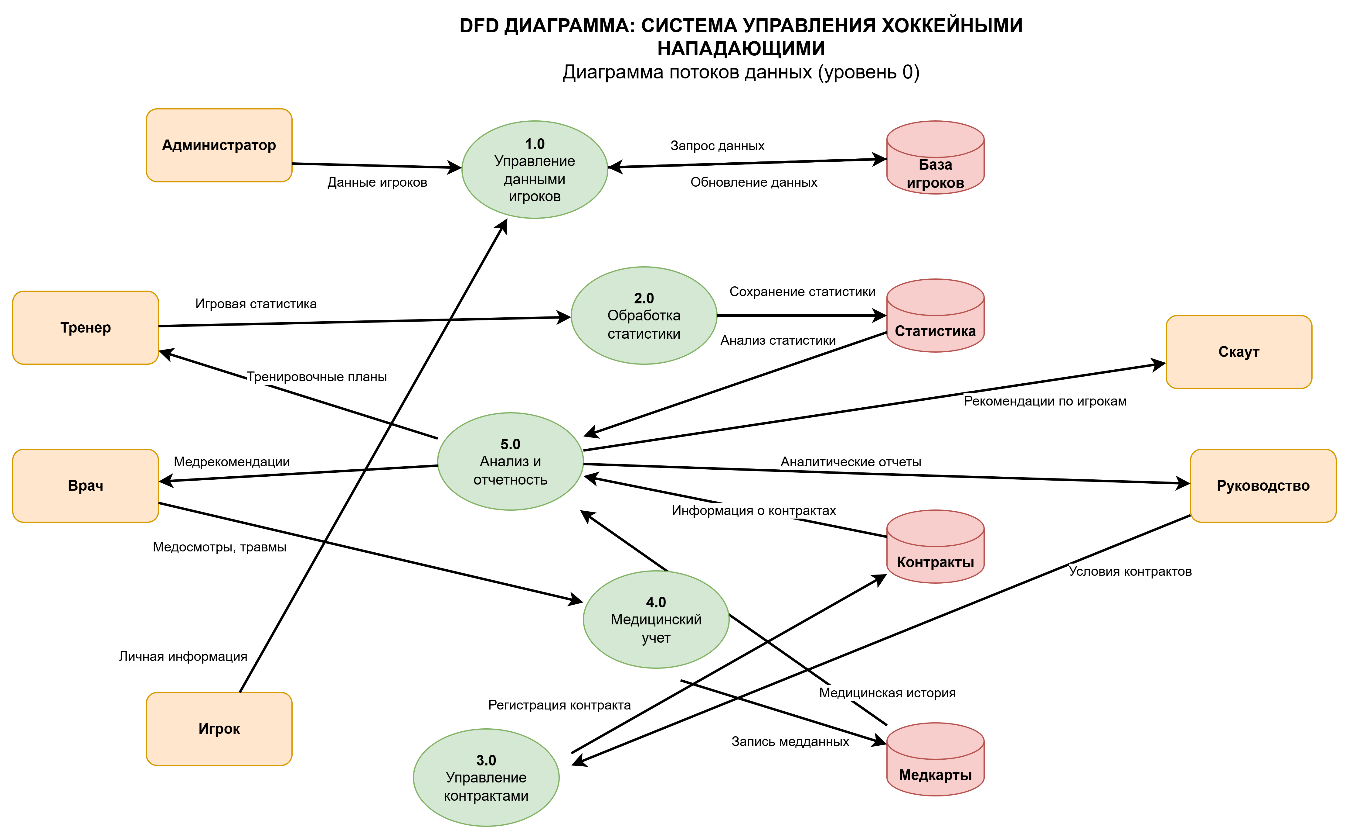 DFD ДИАГРАММА: СИСТЕМА УПРАВЛЕНИЯ ХОККЕЙНЫМИ
НАПАДАЮЩИМИ
Диаграмма потоков данных (уровень 0)
Администратор
Данные игроков
1.0
Управление
данными
игроков
Запрос данных
Обновление данных
База
игроков
Тренер
Игровая статистика
2.0
Обработка
статистики
Сохранение статистики
Анализ статистики
Статистика
Скаут
Тренировочные планы
Рекомендации по игрокам
5.0
Анализ и
отчетность
Медрекомендации
Врач
Аналитические отчеты
Руководство
Информация о контрактах
Медосмотры, травмы
Контракты
Условия контрактов
4.0
Медицинский
учет
Личная информация
Медицинская история
Регистрация контракта
Запись медданных
Игрок
3.0
Управление
контрактами
Медкарты